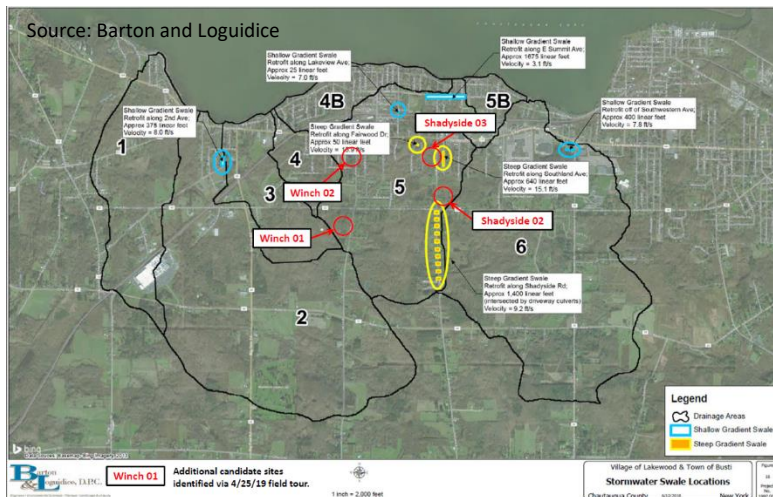 Source: Barton and Loguidice
Shallow Gradient Swale
Retrofit along E Summit Ave;
Approx 1675 linear feet
Velocity = 3.1 ft/s
Shallow Gradient Swale
Retrofit along Lakeview Ave;
Approx 25 linear feet
Velocity = 7.0 ft/s
Shallow Gradient Swale
Retrofit along 2nd Ave;
Approx 375 linear feet
Velocity = 8.0 ft/s
Shallow Gradient Swale
Retrofit off of Southwestern Ave;
Approx 400 linear feet
Velocity = 7.8 ft/s
Steep Gradient Swale
Retrofit along Fairwood Dr;
Approx 50 linear feet
Steep Gradient Swale
Retrofit along Southland Ave;
Approx 640 linear feet
Velocity = 15.1 ft/s
Steep Gradient Swale
Retrofit along Shadyside Rd;
Approx 1,400 linear feet
(intersected by driveway culverts)
Velocity = 9.2 ft/s
1
2
3
4
4B
5
5B
6
Shadyside 03
Winch 02
Winch 01
Shadyside 02
Legend
Drainage Areas
Shallow Gradient Swale
Steep Gradient Swale
bing
Barton
& Loguidice, D.P.C.
Winch 01
Additional candidate sites
identified via 4/25/19 field tour.
1 inch = 2,000 feet
Village of Lakewood & Town of Busti
Stormwater Swale Locations
Chautauqua County
New York
Figure
Project
No.